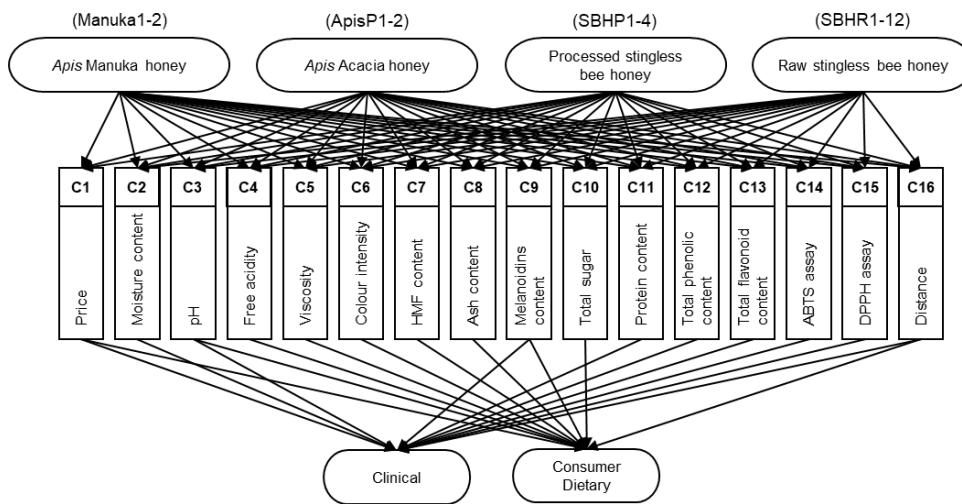 (Manuka1-2) (ApisP1-2) (SBHP1-4) (SBHR1-12)
Apis Manuka honey
Apis Acacia honey
Processed stingless
bee honey
Raw stingless bee honey
C1 C2 C3 C4 C5 C6 C7 C8 C9 C10 C11 C12 C13 C14 C15 C16
Price
Moisture content
pH
Free acidity
Viscosity
Colour intensity
HMF content
Ash content
Melanoidins
content
Total sugar
Protein content
Total phenolic
content
Total flavonoid
content
ABTS assay
DPPH assay
Distance
Clinical
Consumer
Dietary